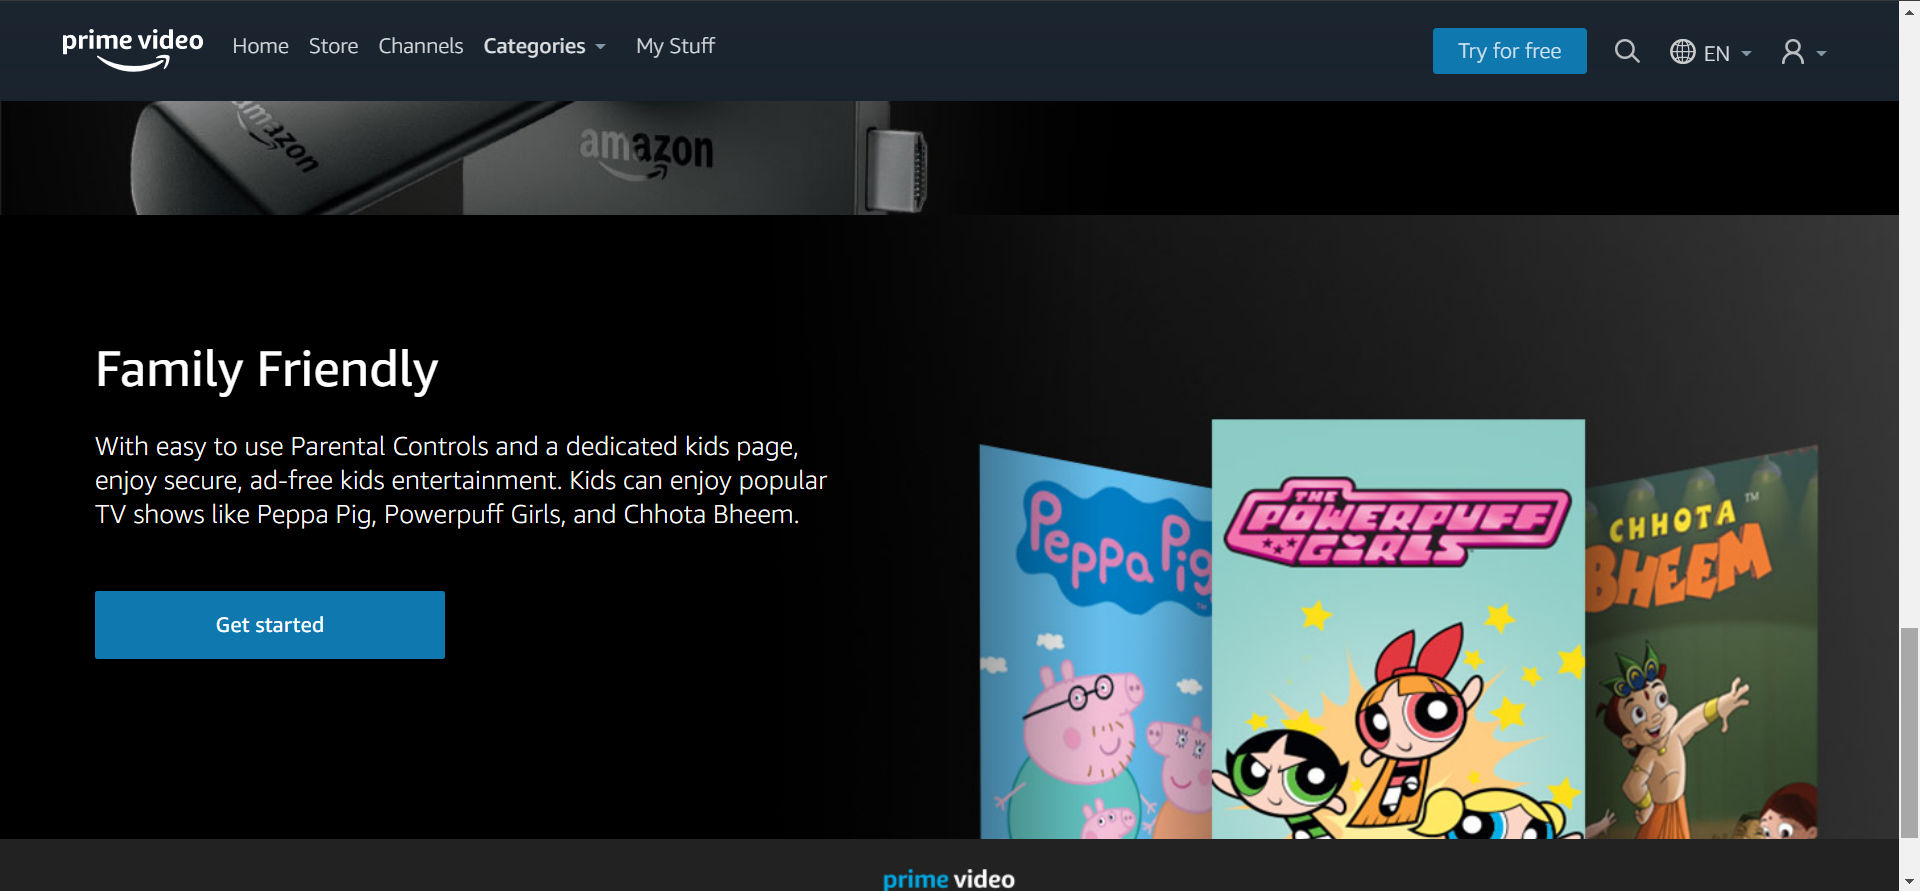 prime video
Home
Store
Channels
Categories
My Stuff
Try for free
EN
amazon
amazon
Family Friendly
With easy to use Parental Controls and a dedicated kids page,
enjoy secure, ad-free kids entertainment. Kids can enjoy popular
TV shows like Peppa Pig, Powerpuff Girls, and Chhota Bheem.
Get started
Peppa Pig
TM
THE
POWERPUFF
GIRLS
CHHOTA TM
BHEEM
prime video